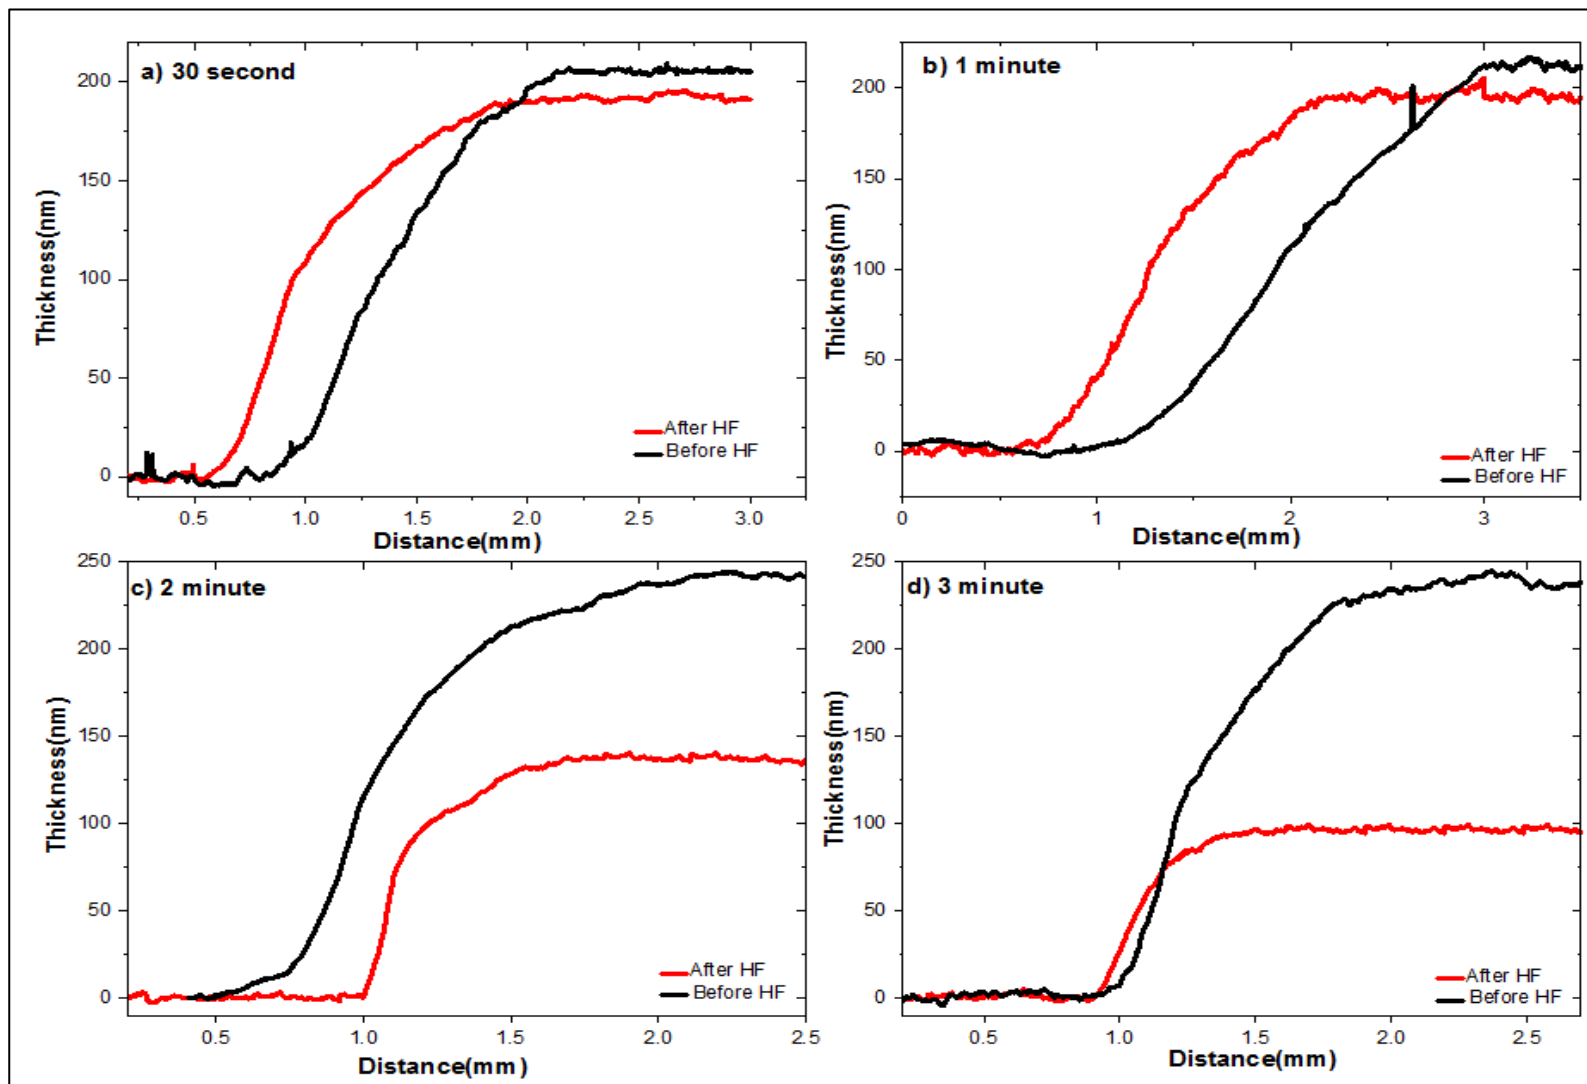 a) 30 second
200
150
100
50
0
Thickness(nm)
After HF
Before HF
0.5 1.0 1.5 2.0 2.5 3.0
Distance(mm)
b) 1 minute
200
150
100
50
0
Thickness(nm)
After HF
Before HF
0 1 2 3
Distance(mm)
c) 2 minute
250
200
150
100
50
0
Thickness(nm)
After HF
Before HF
0.5 1.0 1.5 2.0 2.5
Distance(mm)
d) 3 minute
250
200
150
100
50
0
Thickness(nm)
After HF
Before HF
0.5 1.0 1.5 2.0 2.5
Distance(mm)